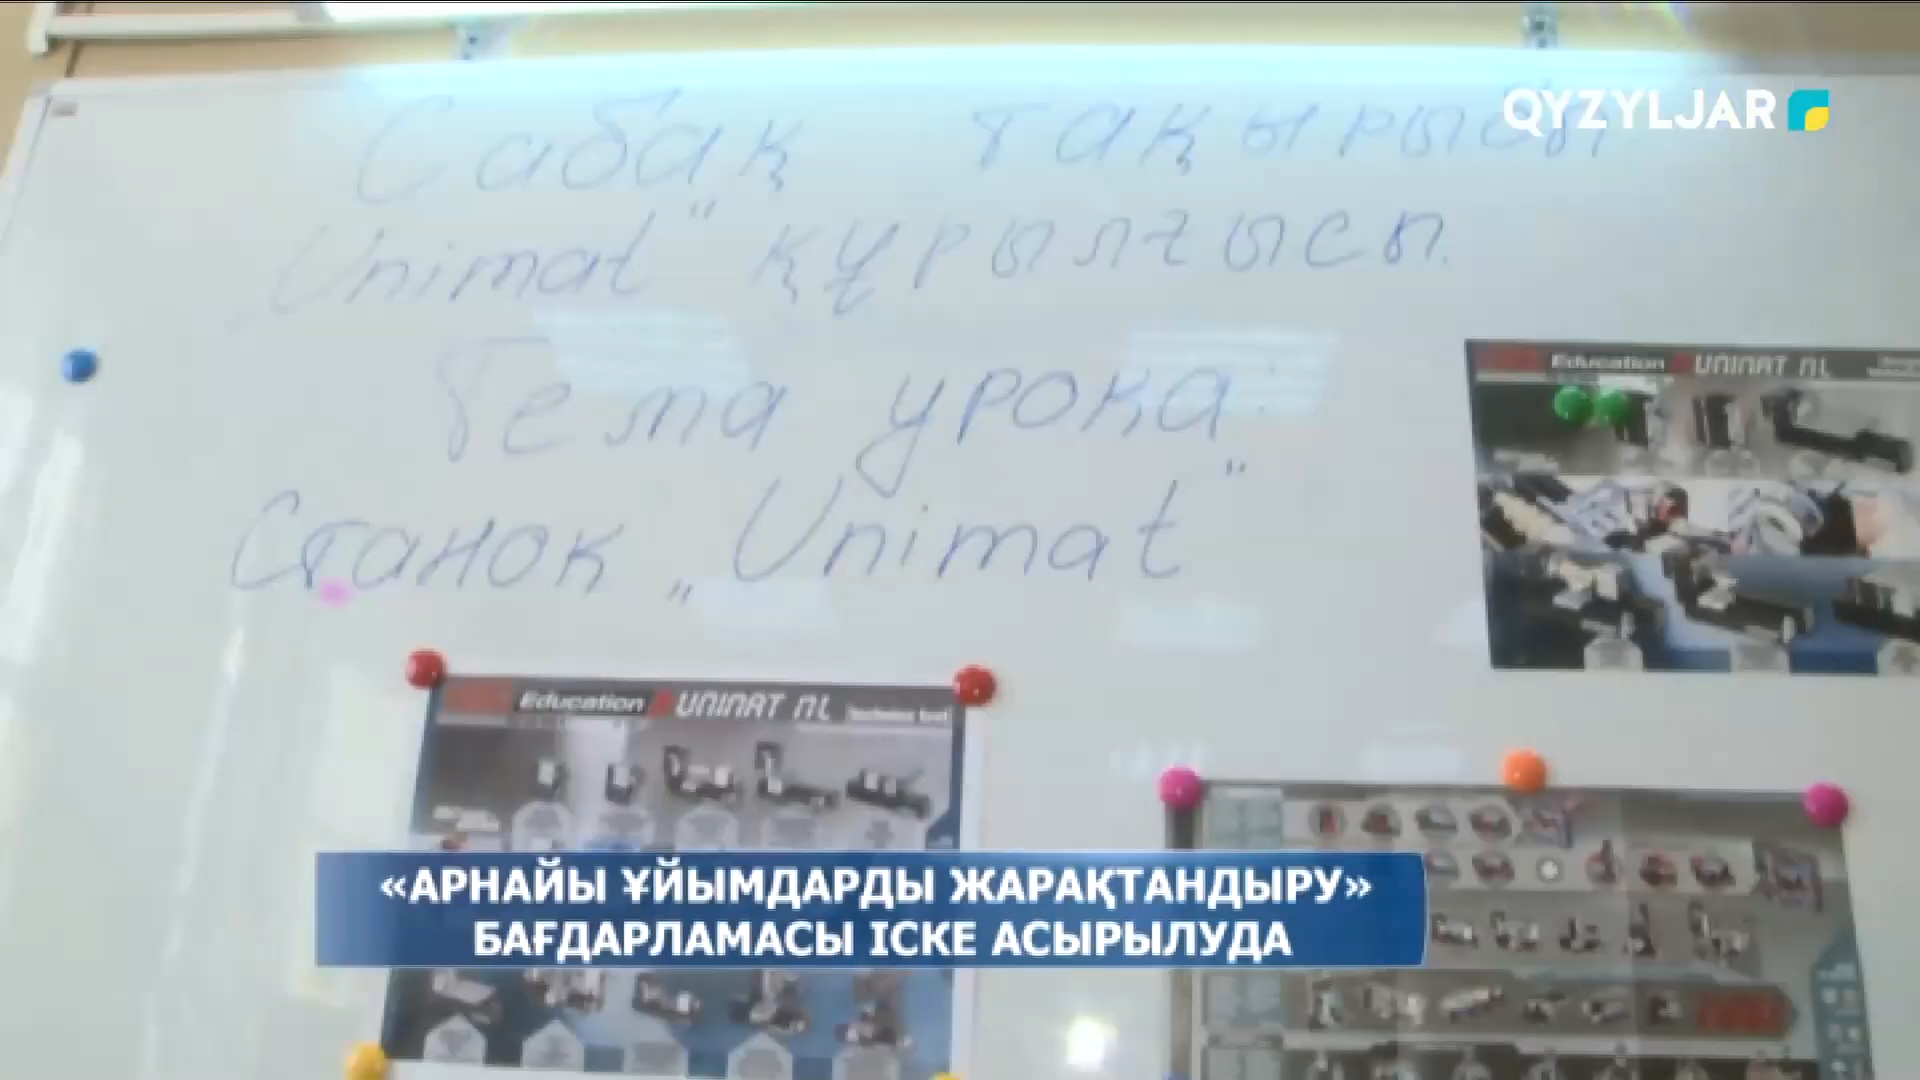 QYZYLJAR
Сабақ тақырыбы
„Unimat“ құрылғысы.
Тема урока:
Станок „Unimat“
Education UNIMAT ML
Education UNIMAT ML
«АРНАЙЫ ҰЙЫМДАРДЫ ЖАРАҚТАНДЫРУ»
БАҒДАРЛАМАСЫ ІСКЕ АСЫРЫЛУДА